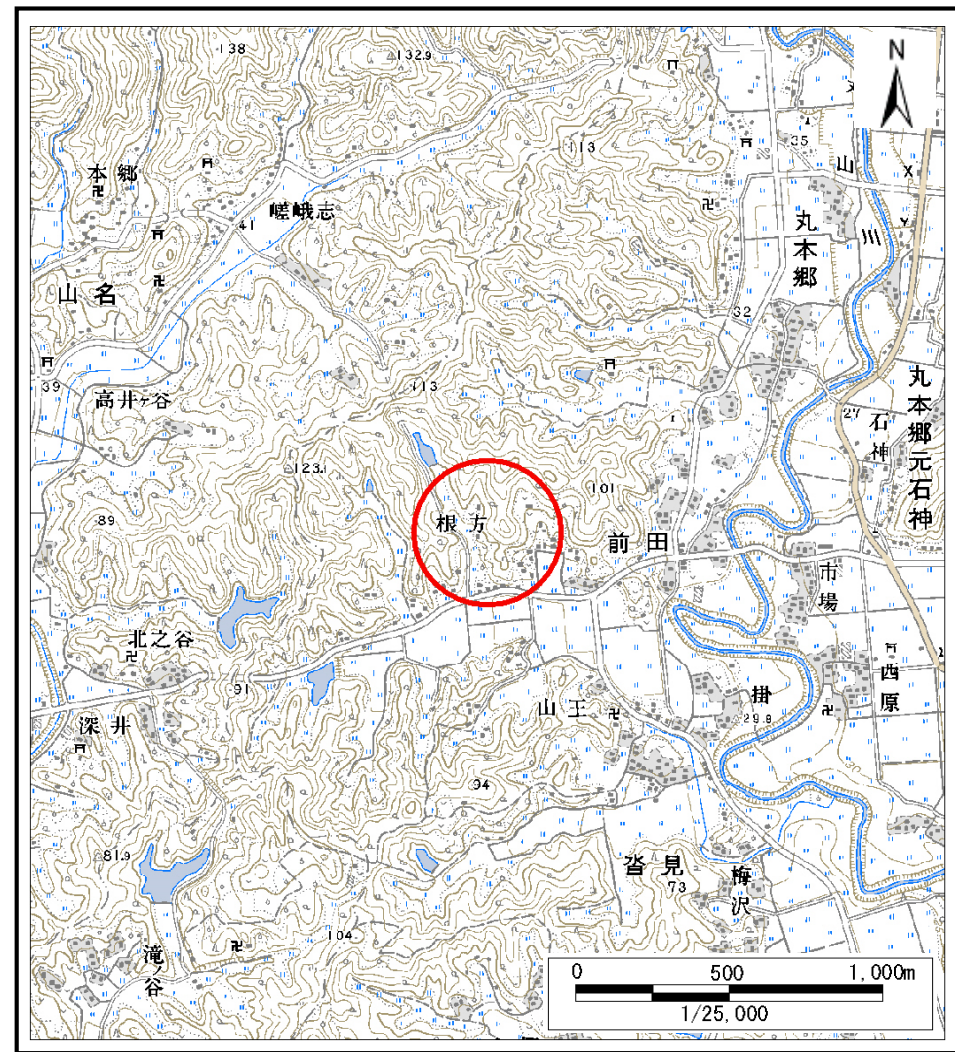 138
132.9
N
113
35
山
本郷
嵯峨志
41
丸本郷
川
山名
32
39
高井ヶ谷
113
27
石神
丸本郷元石神
123.1
101
89
根方
前田
市場
22
北之谷
91
西原
掛
29.8
山王
深井
94
沓見
73
梅沢
81.9
104
滝ノ谷
0 500 1,000m
1/25,000